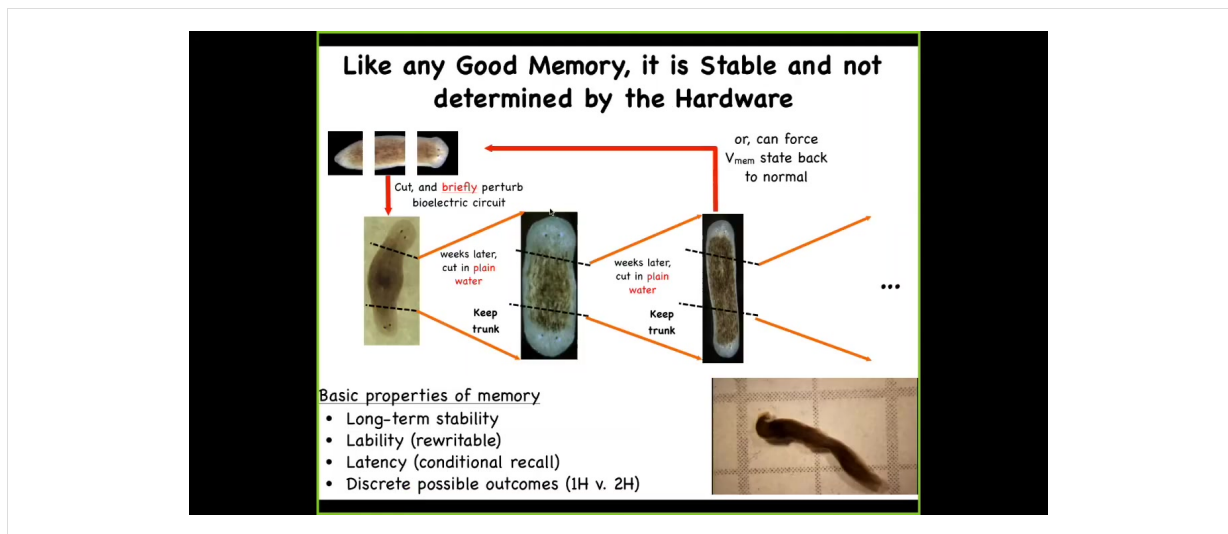 Like any Good Memory, it is Stable and not
determined by the Hardware
or, can force
Vmem state back
to normal
Cut, and briefly perturb
bioelectric circuit
weeks later,
cut in plain
water
Keep
trunk
weeks later,
cut in plain
water
Keep
trunk
...
Basic properties of memory
• Long-term stability
• Lability (rewritable)
• Latency (conditional recall)
• Discrete possible outcomes (1H v. 2H)